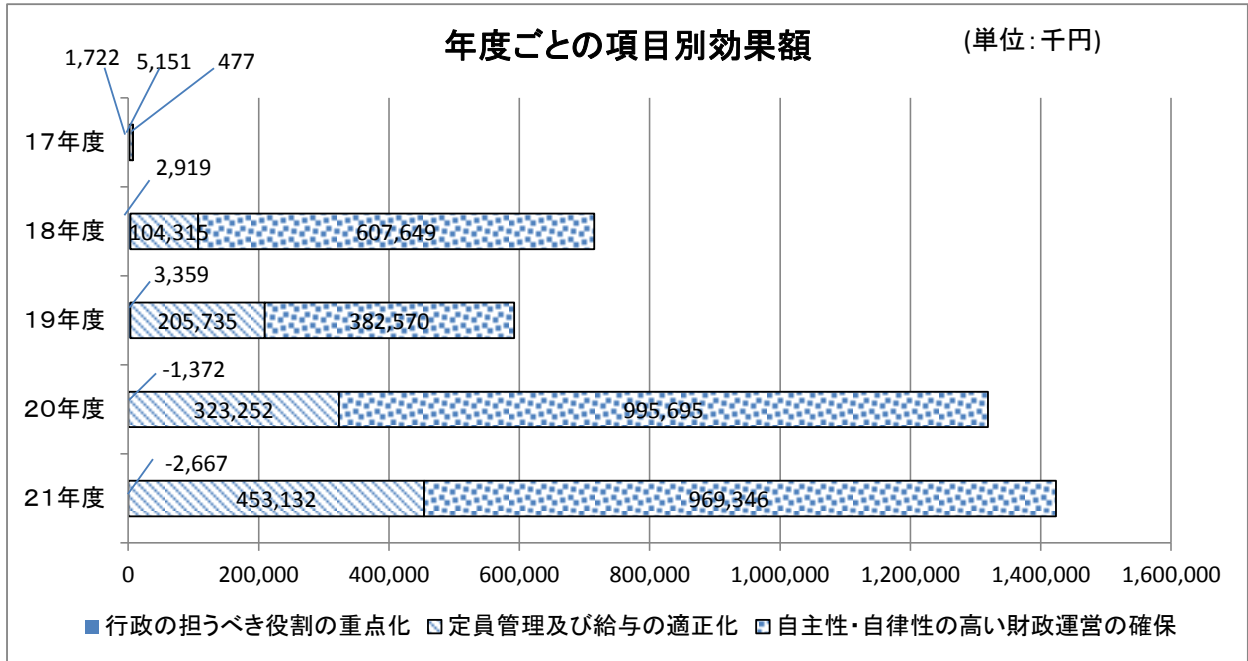 年度ごとの項目別効果額
(単位:千円)
1,722 5,151 477
17年度
2,919
18年度 104,315 607,649
3,359
19年度 205,735 382,570
-1,372
20年度 323,252 995,695
-2,667
21年度 453,132 969,346
0 200,000 400,000 600,000 800,000 1,000,000 1,200,000 1,400,000 1,600,000
行政の担うべき役割の重点化 定員管理及び給与の適正化 自主性・自律性の高い財政運営の確保